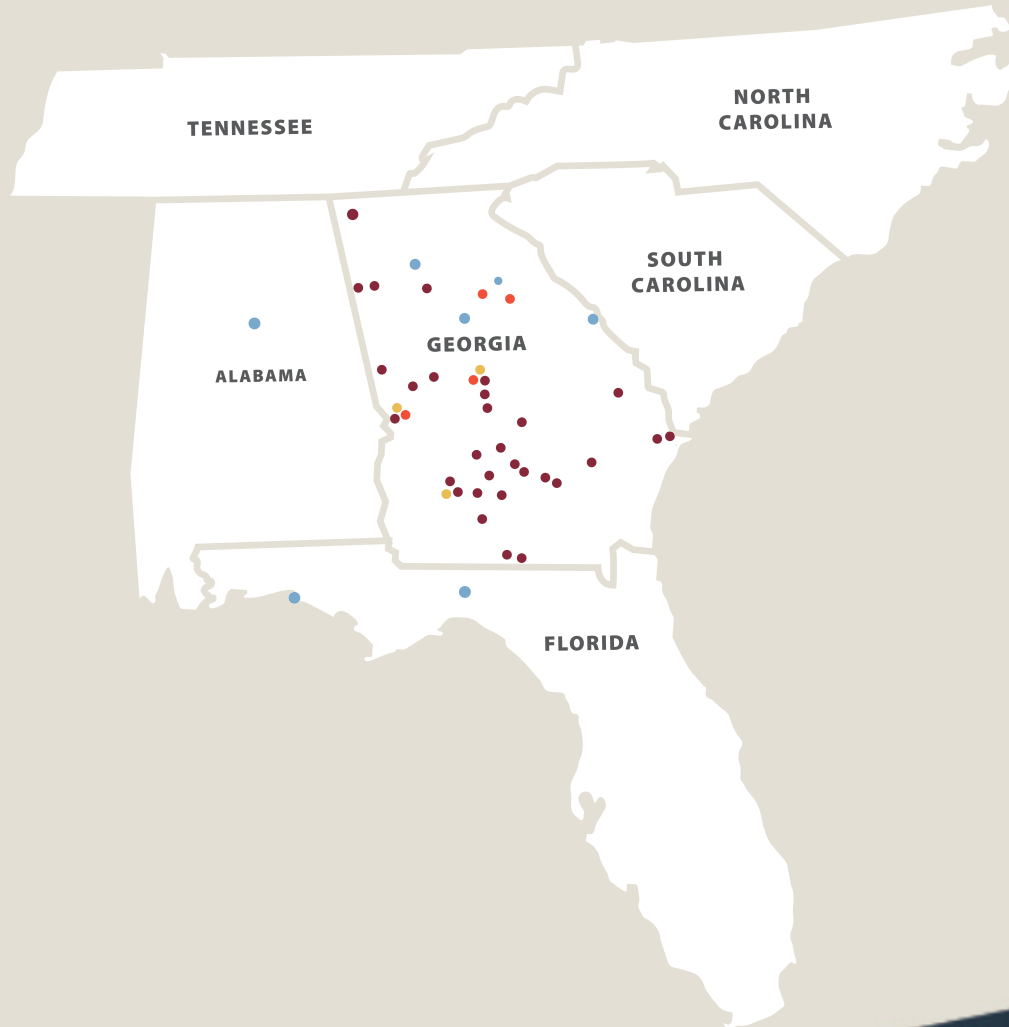 TENNESSEE
NORTH
CAROLINA
SOUTH
CAROLINA
GEORGIA
ALABAMA
FLORIDA